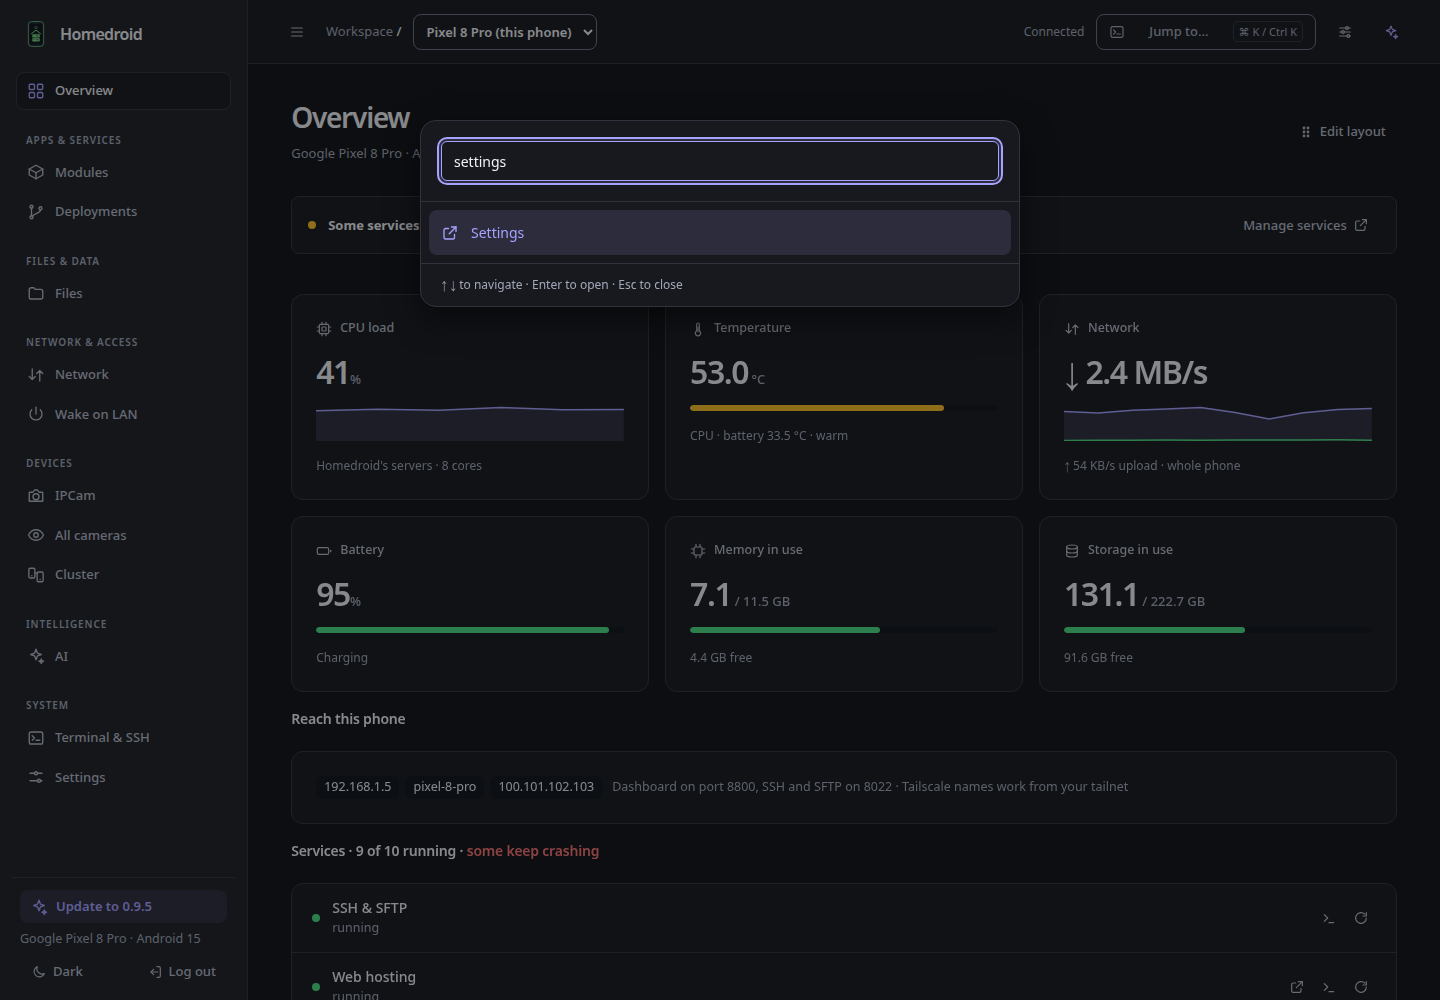 Homedroid
Workspace /
Pixel 8 Pro (this phone)
Connected
Jump to...
⌘ K / Ctrl K
Overview
APPS & SERVICES
Modules
Deployments
FILES & DATA
Files
NETWORK & ACCESS
Network
Wake on LAN
DEVICES
IPCam
All cameras
Cluster
INTELLIGENCE
AI
SYSTEM
Terminal & SSH
Settings
Update to 0.9.5
Google Pixel 8 Pro · Android 15
Dark
Log out
Overview
Google Pixel 8 Pro · A
Edit layout
settings
Settings
↑ ↓ to navigate · Enter to open · Esc to close
Some services
Manage services
CPU load
41%
Homedroid's servers · 8 cores
Temperature
53.0 °C
CPU · battery 33.5 °C · warm
Network
↓ 2.4 MB/s
↑ 54 KB/s upload · whole phone
Battery
95%
Charging
Memory in use
7.1 / 11.5 GB
4.4 GB free
Storage in use
131.1 / 222.7 GB
91.6 GB free
Reach this phone
192.168.1.5
pixel-8-pro
100.101.102.103
Dashboard on port 8800, SSH and SFTP on 8022 · Tailscale names work from your tailnet
Services · 9 of 10 running · some keep crashing
SSH & SFTP
running
Web hosting
running